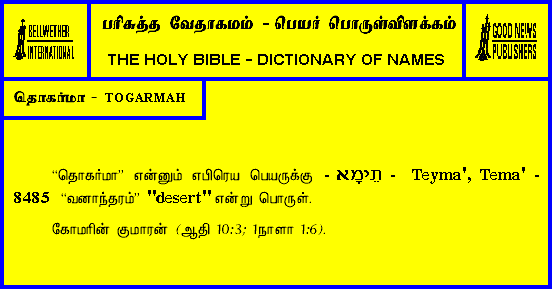 BELLWETHER
INTERNATIONAL
பரிசுத்த வேதாகமம் - பெயர் பொருள்விளக்கம்
THE HOLY BIBLE - DICTIONARY OF NAMES
GOOD NEWS
PUBLISHERS
தொகர்மா - TOGARMAH
“தொகர்மா” என்னும் எபிரெய பெயருக்கு - תֵּימָא - Teyma', Tema' -
8485 “வனாந்தரம்” "desert" என்று பொருள்.
கோமரின் குமாரன் (ஆதி 10:3; 1நாளா 1:6).